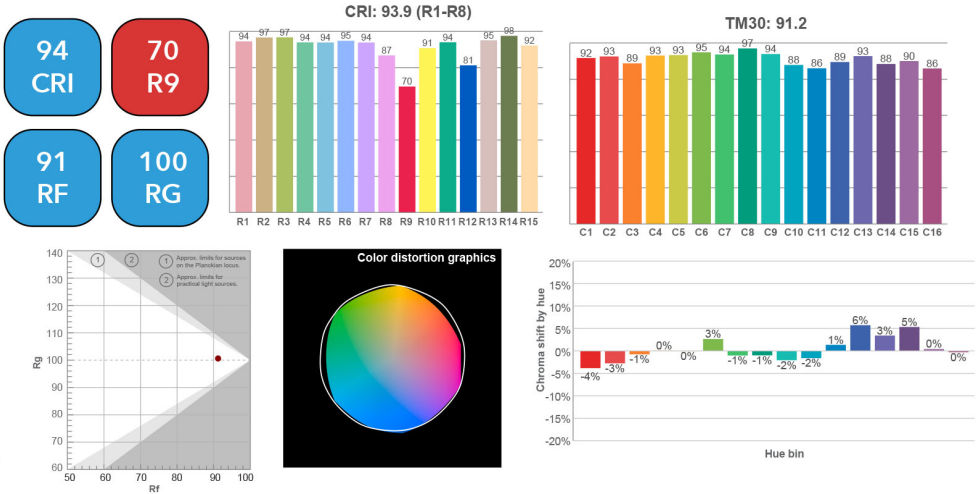 94
CRI
70
R9
91
RF
100
RG
CRI: 93.9 (R1-R8)
94 97 97 94 94 95 94 87 70 91 94 81 95 98 92
R1 R2 R3 R4 R5 R6 R7 R8 R9 R10 R11 R12 R13 R14 R15
TM30: 91.2
92 93 89 93 93 95 94 97 94 88 86 89 93 88 90 86
C1 C2 C3 C4 C5 C6 C7 C8 C9 C10 C11 C12 C13 C14 C15 C16
140
130
120
110
100
90
80
70
60
Rg
1 2
1 Approx. limits for sources
on the Planckian locus.
2 Approx. limits for
practical light sources.
50 60 70 80 90 100
Rf
Color distortion graphics
20%
15%
10%
5%
0%
-5%
-10%
-15%
-20%
Chroma shift by hue
-4% -3% -1% 0% 0% 3% -1% -1% -2% -2% 1% 6% 3% 5% 0% 0%
Hue bin